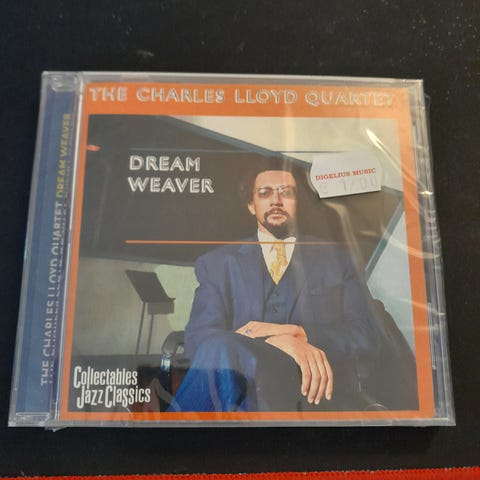 THE CHARLES LLOYD QUARTET
DREAM
WEAVER
DIGELIUS MUSIC
Collectables
Jazz Classics
THE CHARLES LLOYD QUARTET DREAM WEAVER